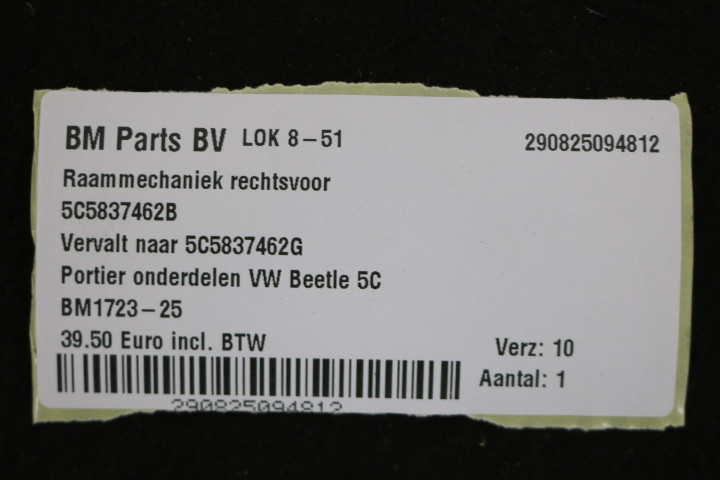 BM Parts BV LOK 8-51 290825094812
Raammechaniek rechtsvoor
5C5837462B
Vervalt naar 5C5837462G
Portier onderdelen VW Beetle 5C
BM1723-25
39.50 Euro incl. BTW
Verz: 10
Aantal: 1
290825094812